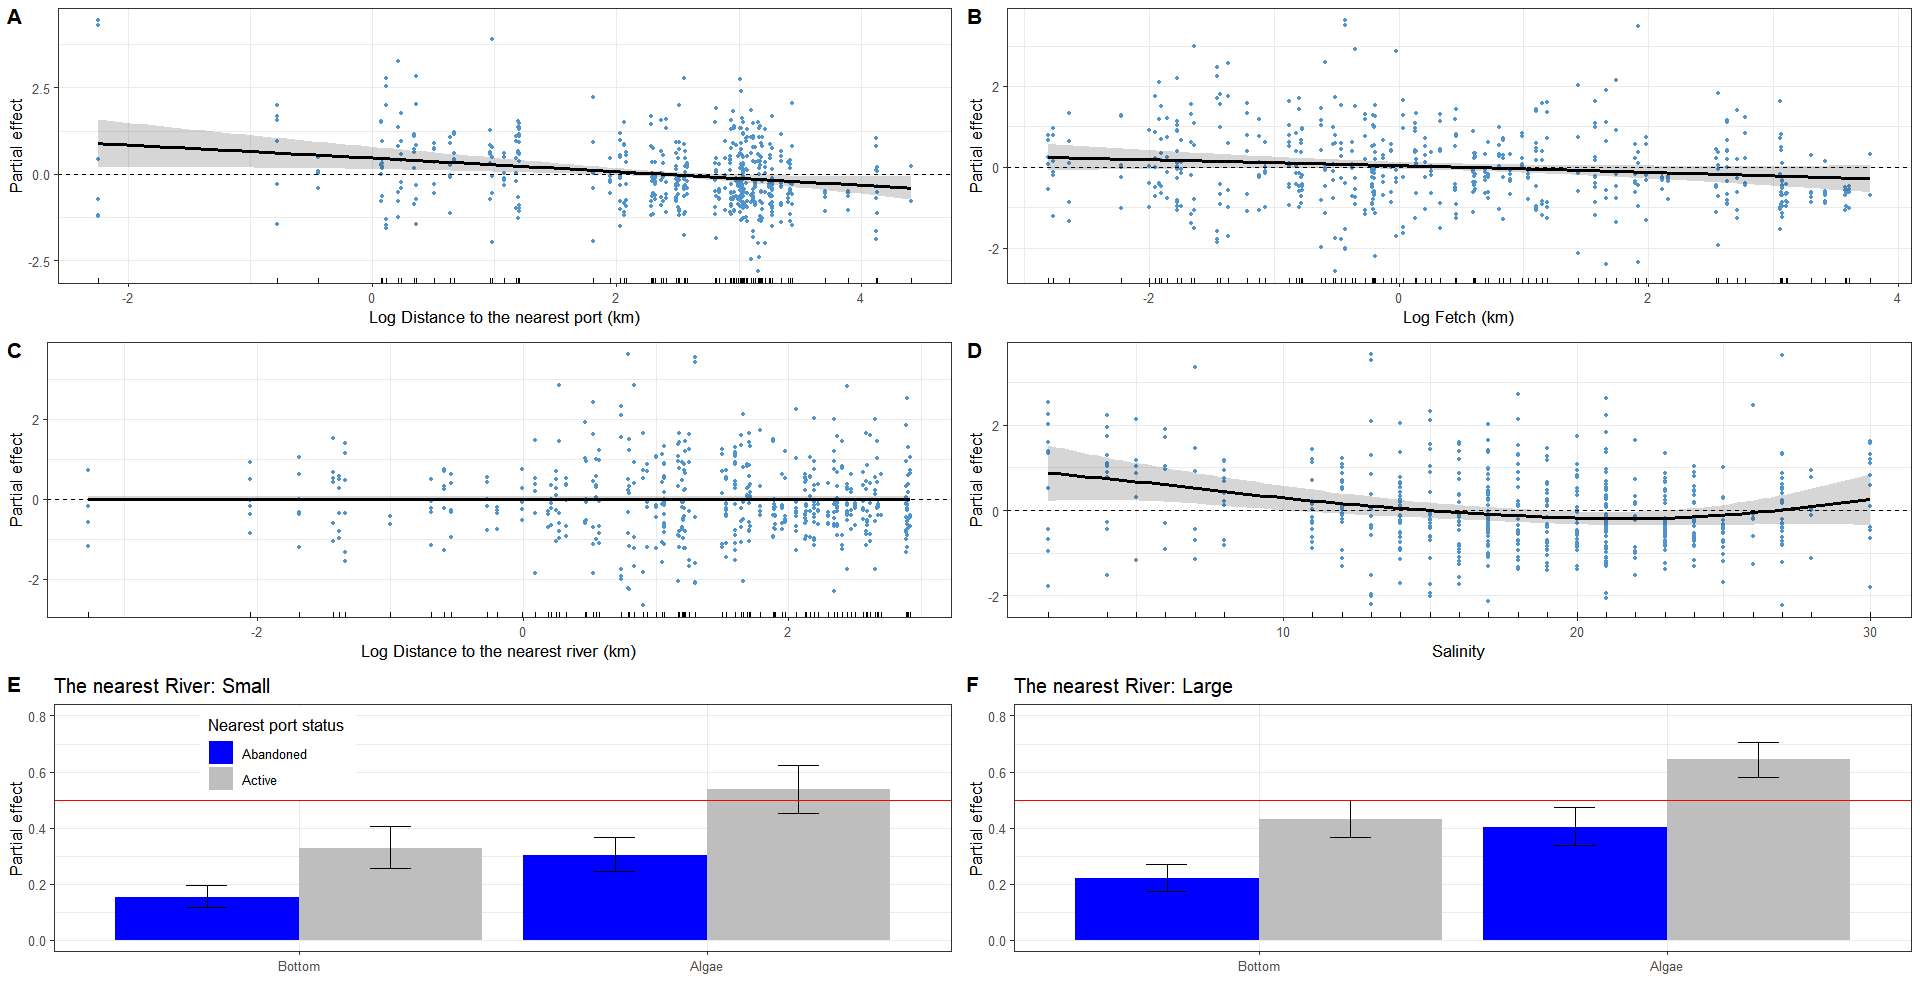 A
Partial effect
2.5
0.0
-2.5
-2
0
2
4
Log Distance to the nearest port (km)
B
Partial effect
2
0
-2
-2
0
2
4
Log Fetch (km)
C
Partial effect
2
0
-2
-2
0
2
Log Distance to the nearest river (km)
D
Partial effect
2
0
-2
10
20
30
Salinity
E
The nearest River: Small
Partial effect
0.8
0.6
0.4
0.2
0.0
Nearest port status
Abandoned
Active
Bottom
Algae
F
The nearest River: Large
Partial effect
0.8
0.6
0.4
0.2
0.0
Bottom
Algae